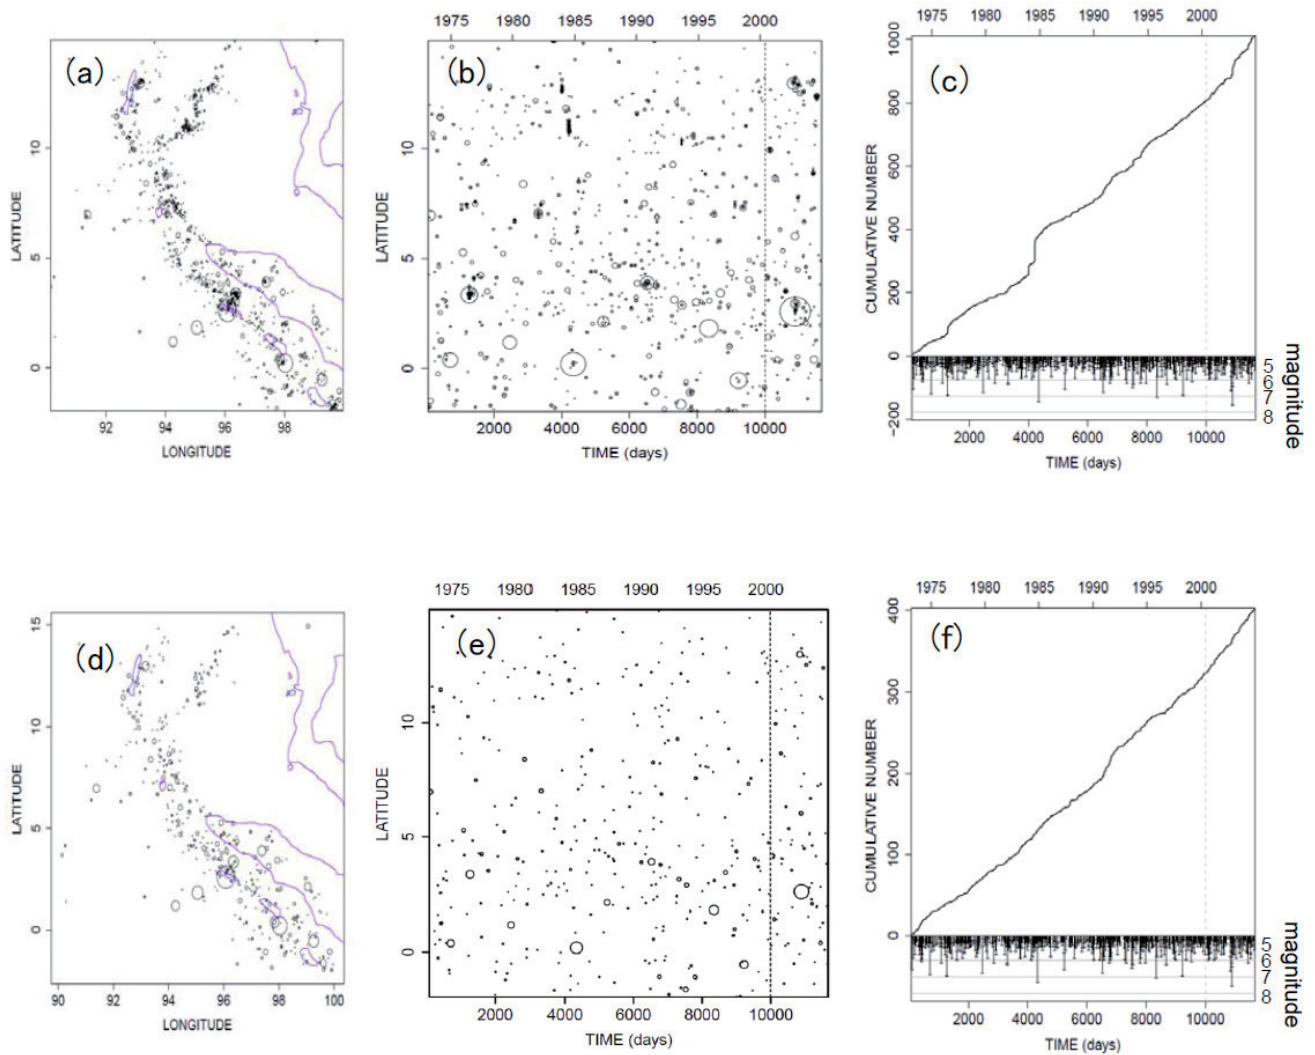 (a)
10
5
0
LATITUDE
92 94 96 98
LONGITUDE
1975 1980 1985 1990 1995 2000
(b)
10
5
0
LATITUDE
2000 4000 6000 8000 10000
TIME (days)
1975 1980 1985 1992 1995 2000
(c)
1000
800
600
400
200
0
-200
CUMULATIVE NUMBER
5
6
7
8
magnitude
2000 4000 6000 8000 10000
TIME (days)
(d)
15
10
5
0
LATITUDE
90 92 94 96 98 100
LONGITUDE
1975 1980 1985 1990 1995 2000
(e)
10
5
0
LATITUDE
2000 4000 6000 8000 10000
TIME (days)
1975 1980 1985 1992 1995 2000
(f)
400
300
200
100
0
CUMULATIVE NUMBER
5
6
7
8
magnitude
2000 4000 6000 8000 10000
TIME (days)